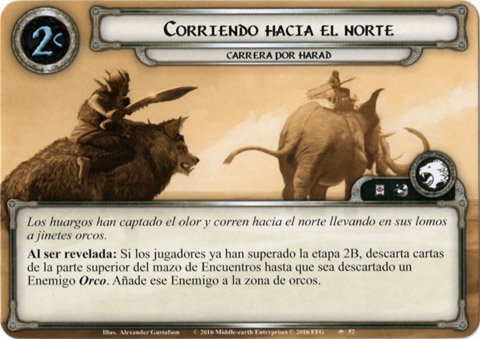 2C
CORRIENDO HACIA EL NORTE
CARRERA POR HARAD
Los huargos han captado el olor y corren hacia el norte llevando en sus lomos
a jinetes orcos.
Al ser revelada: Si los jugadores ya han superado la etapa 2B, descarta cartas
de la parte superior del mazo de Encuentros hasta que sea descartado un
Enemigo Orco. Añade ese Enemigo a la zona de orcos.
Illus. Alexander Gustafson © 2016 Middle-earth Enterprises © 2016 FFG 52